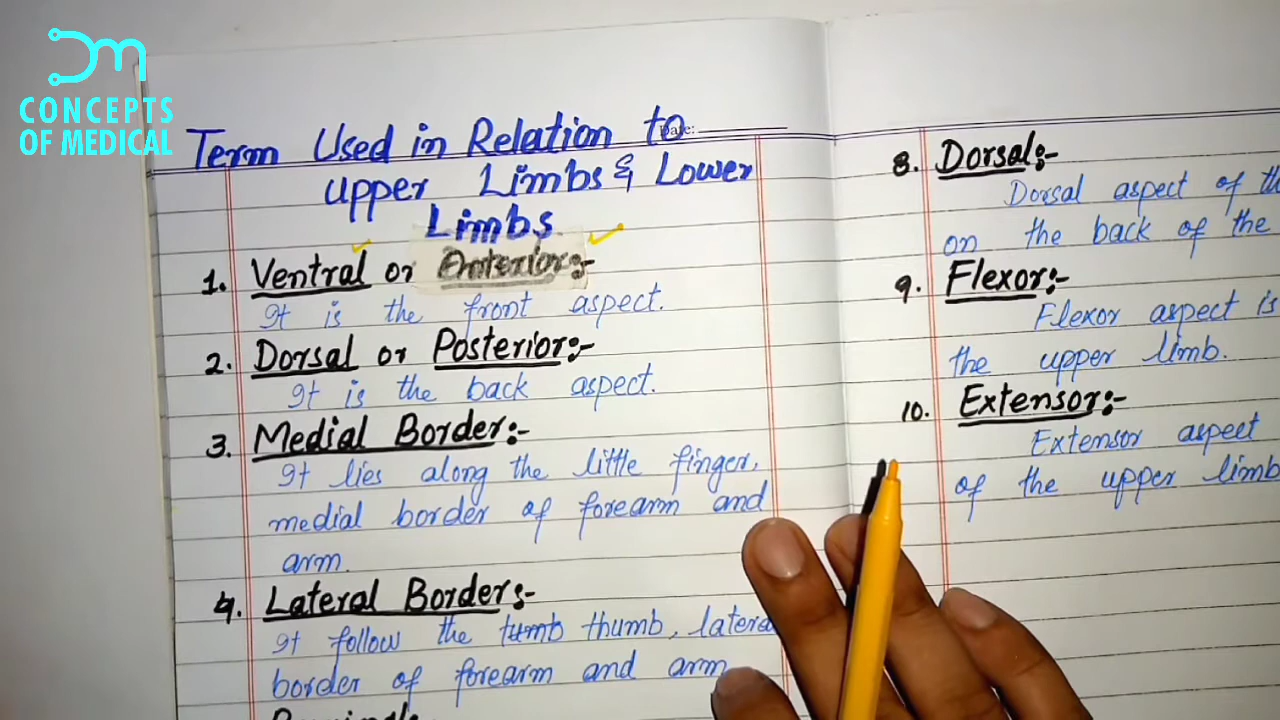 DM
CONCEPTS
OF MEDICAL
Date:
Term Used in Relation to
upper Limbs & Lower
Limbs.
1. Ventral or Anterior:-
It is the front aspect.
2. Dorsal or Posterior:-
It is the back aspect.
3. Medial Border:-
It lies along the little finger,
medial border of forearm and
arm.
4. Lateral Border:-
It follow the tumb thumb, lateral
border of forearm and arm
8. Dorsal:-
Dorsal aspect of the
on the back of the
9. Flexor:-
Flexor aspect is
the upper limb.
10. Extensor:-
Extensor aspect
of the upper limb